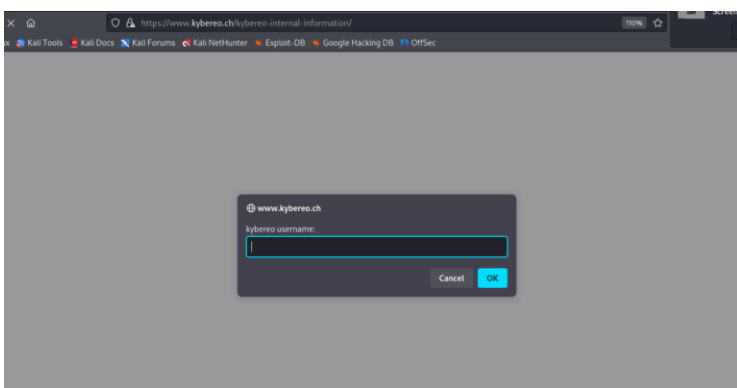 https://www.kybereo.ch/kybereo-internal-information/
110%
Kali Tools Kali Docs Kali Forums Kali NetHunter Exploit-DB Google Hacking DB OffSec
www.kybereo.ch
kybereo username:
Cancel OK